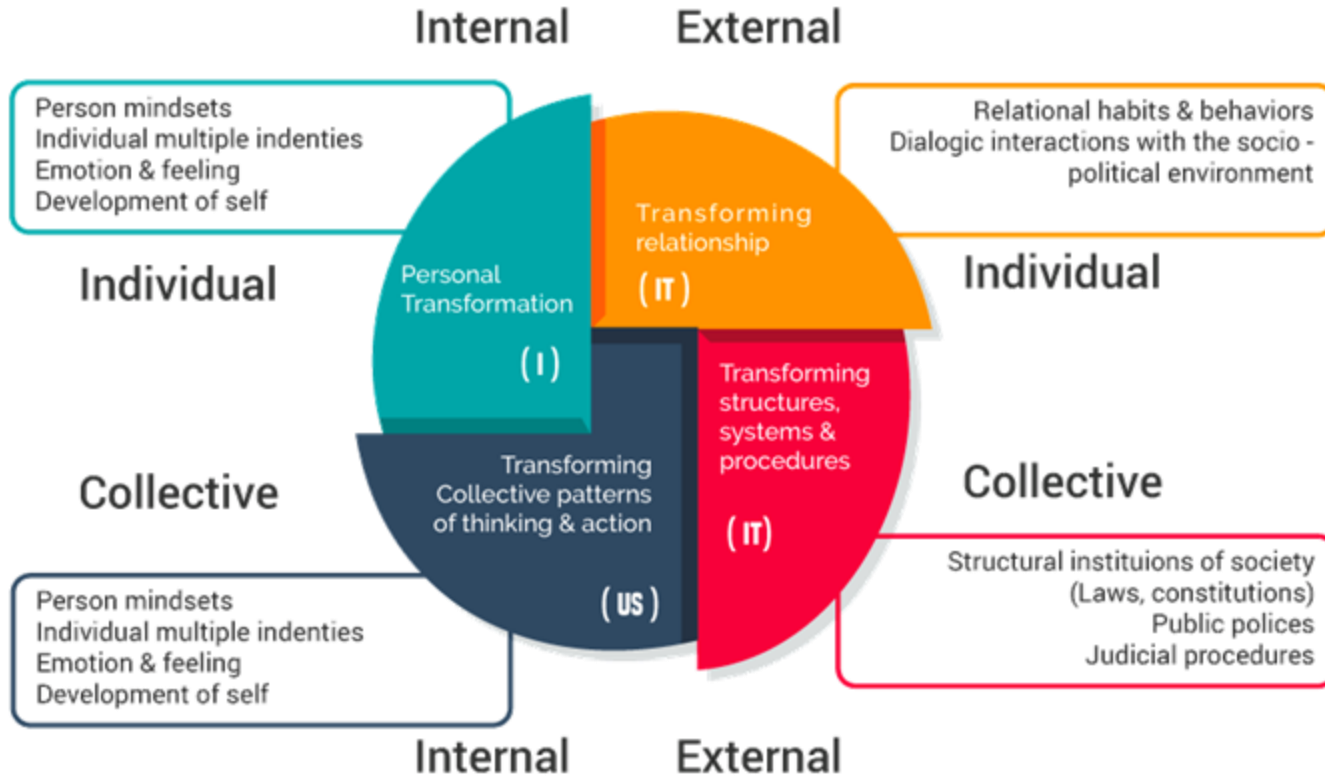 Internal
External
Person mindsets
Individual multiple indenties
Emotion & feeling
Development of self
Relational habits & behaviors
Dialogic interactions with the socio -
political environment
Individual
Individual
Personal
Transformation
( I )
Transforming
relationship
( IT )
Transforming
Collective patterns
of thinking & action
( US )
Transforming
structures,
systems &
procedures
( IT)
Collective
Collective
Person mindsets
Individual multiple indenties
Emotion & feeling
Development of self
Structural instituions of society
(Laws, constitutions)
Public polices
Judicial procedures
Internal
External